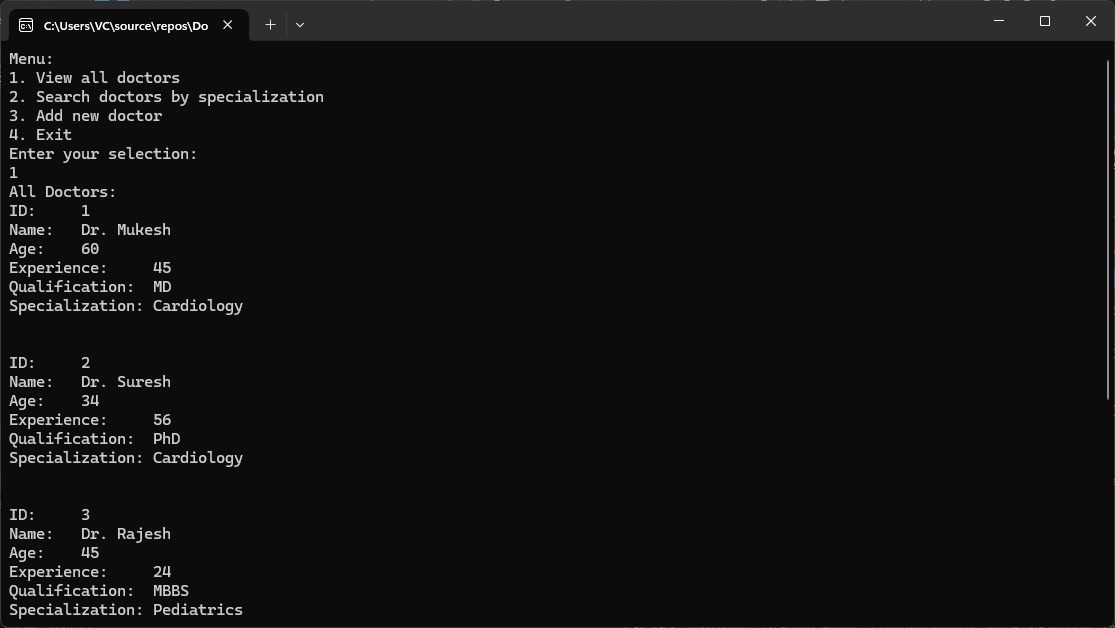 C:\Users\VC\source\repos\Do
Menu:
1. View all doctors
2. Search doctors by specialization
3. Add new doctor
4. Exit
Enter your selection:
1
All Doctors:
ID:     1
Name:   Dr. Mukesh
Age:    60
Experience:     45
Qualification:  MD
Specialization: Cardiology
ID:     2
Name:   Dr. Suresh
Age:    34
Experience:     56
Qualification:  PhD
Specialization: Cardiology
ID:     3
Name:   Dr. Rajesh
Age:    45
Experience:     24
Qualification:  MBBS
Specialization: Pediatrics